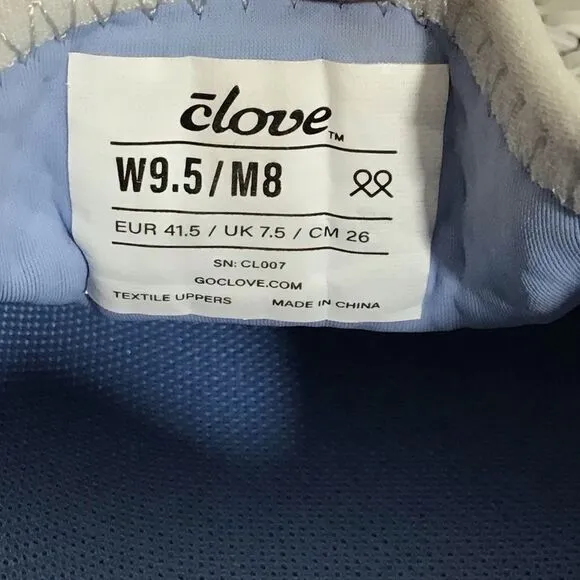 c̄love™
W9.5/M8
EUR 41.5 / UK 7.5 / CM 26
SN: CL007
GOCLOVE.COM
TEXTILE UPPERS MADE IN CHINA